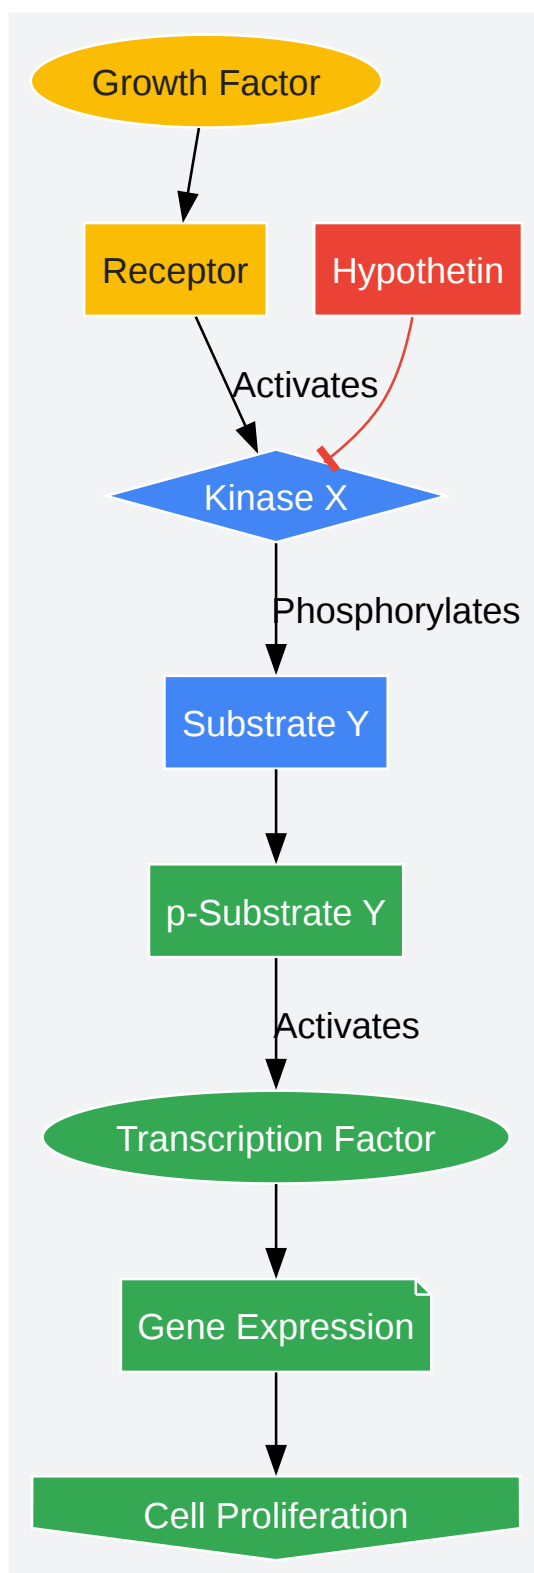 Growth Factor
Receptor
Hypothetin
Activates
Kinase X
Phosphorylates
Substrate Y
p-Substrate Y
Activates
Transcription Factor
Gene Expression
Cell Proliferation